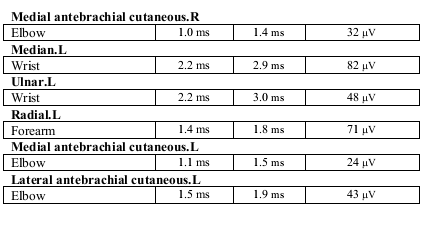 Medial antebrachial cutaneous.R
Elbow 1.0 ms 1.4 ms 32 µV
Median.L
Wrist 2.2 ms 2.9 ms 82 µV
Ulnar.L
Wrist 2.2 ms 3.0 ms 48 µV
Radial.L
Forearm 1.4 ms 1.8 ms 71 µV
Medial antebrachial cutaneous.L
Elbow 1.1 ms 1.5 ms 24 µV
Lateral antebrachial cutaneous.L
Elbow 1.5 ms 1.9 ms 43 µV